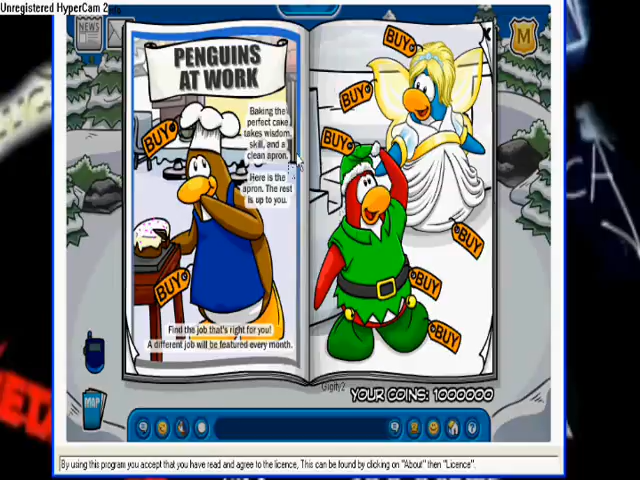 Unregistered HyperCam 2
NEWS
M
PENGUINS
AT WORK
Baking the
perfect cake
takes wisdom,
skill, and a
clean apron.
Here is the
apron. The rest
is up to you.
BUY
BUY
Find the job that's right for you!
A different job will be featured every month.
BUY
BUY
BUY
BUY
BUY
BUY
Gigity2
YOUR COINS: 1000000
MAP
By using this program you accept that you have read and agree to the licence, This can be found by clicking on "About" then "Licence".